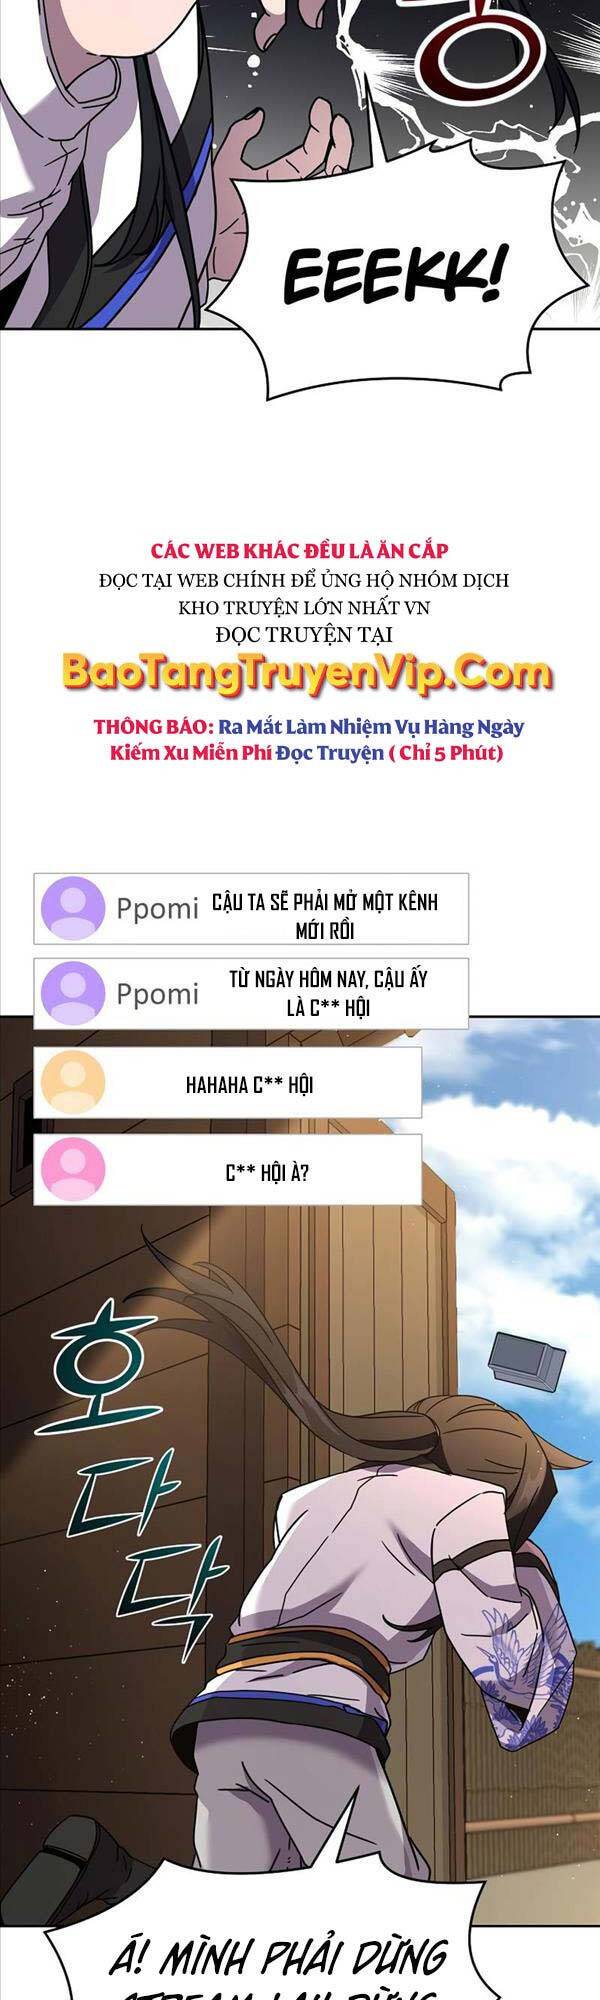 EEEKK!
CÁC WEB KHÁC ĐỀU LÀ ĂN CẮP
ĐỌC TẠI WEB CHÍNH ĐỂ ỦNG HỘ NHÓM DỊCH
KHO TRUYỆN LỚN NHẤT VN
ĐỌC TRUYỆN TẠI
BaoTangTruyenVip.Com
THÔNG BÁO: Ra Mắt Làm Nhiệm Vụ Hàng Ngày
Kiếm Xu Miễn Phí Đọc Truyện ( Chỉ 5 Phút)
Ppomi CẬU TA SẼ PHẢI MỞ MỘT KÊNH
MỚI RỒI
Ppomi TỪ NGÀY HÔM NAY, CẬU ẤY
LÀ C** HỘI
HAHAHA C** HỘI
C** HỘI À?
호다닥
Á! MÌNH PHẢI DỪNG
STREAM LẠI